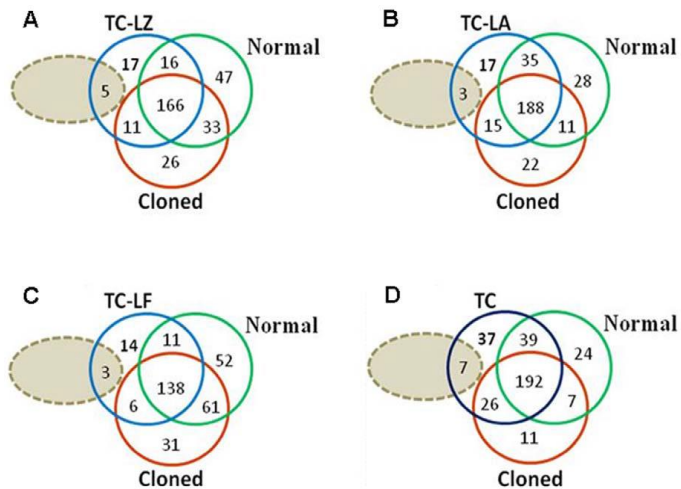 A
TC-LZ
Normal
17
16
47
5
166
11
33
26
Cloned
B
TC-LA
Normal
17
35
28
3
188
15
11
22
Cloned
C
TC-LF
Normal
14
11
52
3
138
6
61
31
Cloned
D
TC
Normal
37
39
24
7
192
26
7
11
Cloned